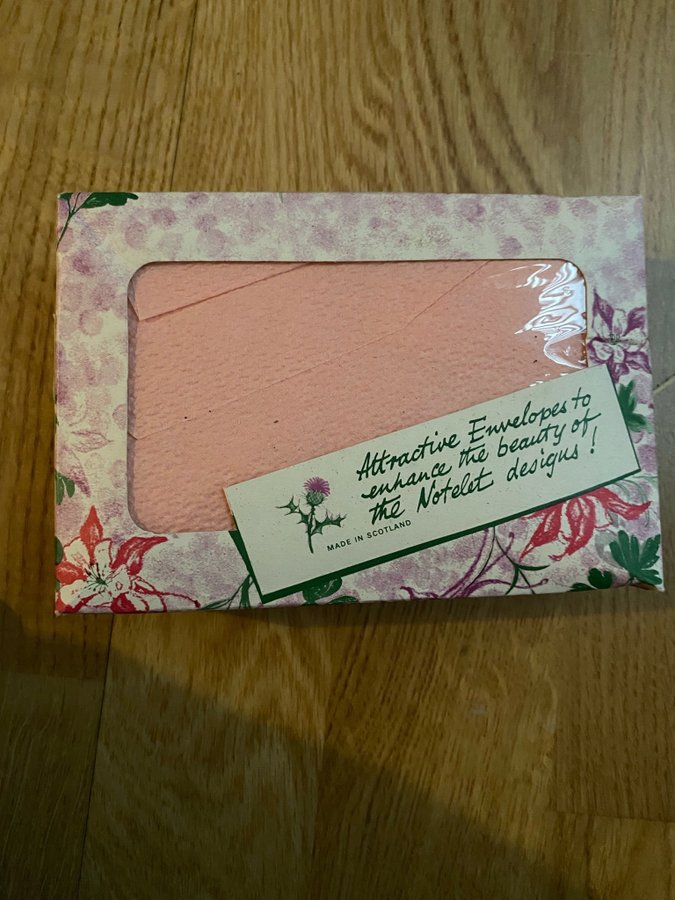 Attractive Envelopes to
enhance the beauty of
the Notelet designs!
MADE IN SCOTLAND